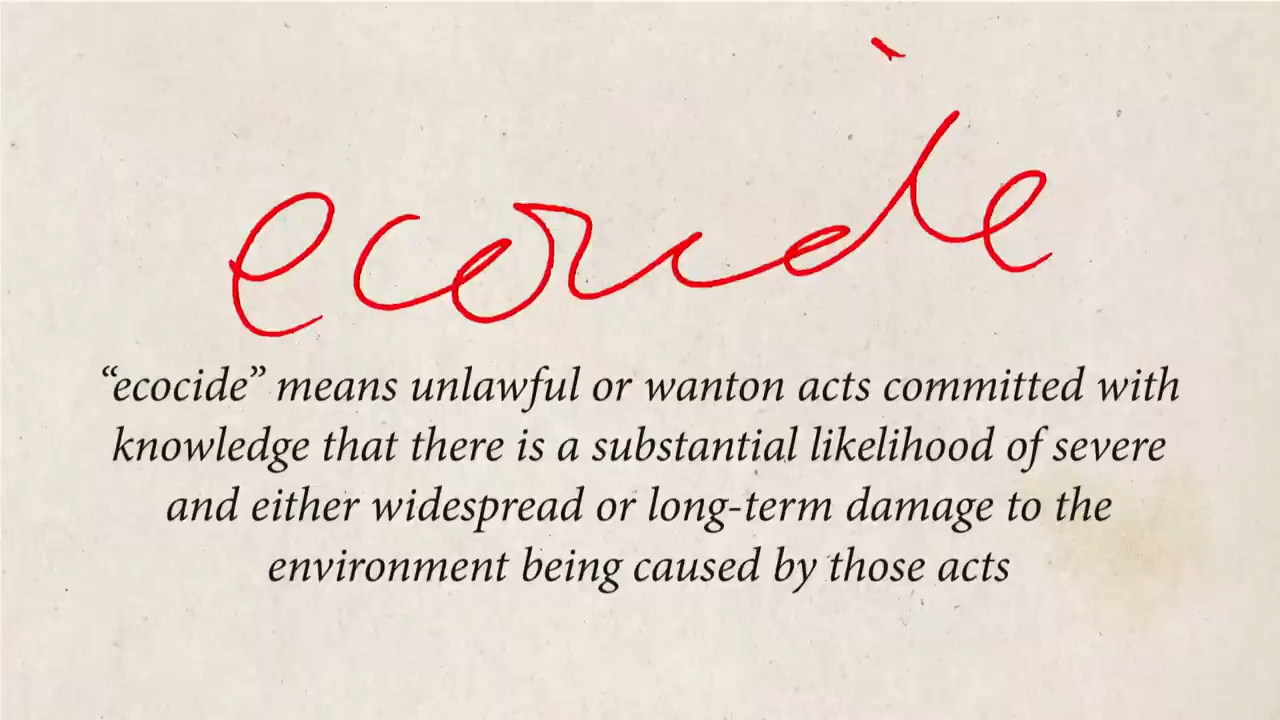 ecocide
“ecocide” means unlawful or wanton acts committed with
knowledge that there is a substantial likelihood of severe
and either widespread or long-term damage to the
environment being caused by those acts